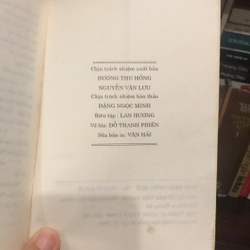 Chịu trách nhiệm xuất bản
DƯƠNG THU HỒNG
NGUYỄN VĂN LƯU
Chịu trách nhiệm bản thảo
ĐẶNG NGỌC MINH
Biên tập: LAN HƯƠNG
Vẽ bìa: ĐỖ THANH PHIÊN
Sửa bản in: VÂN HẢI